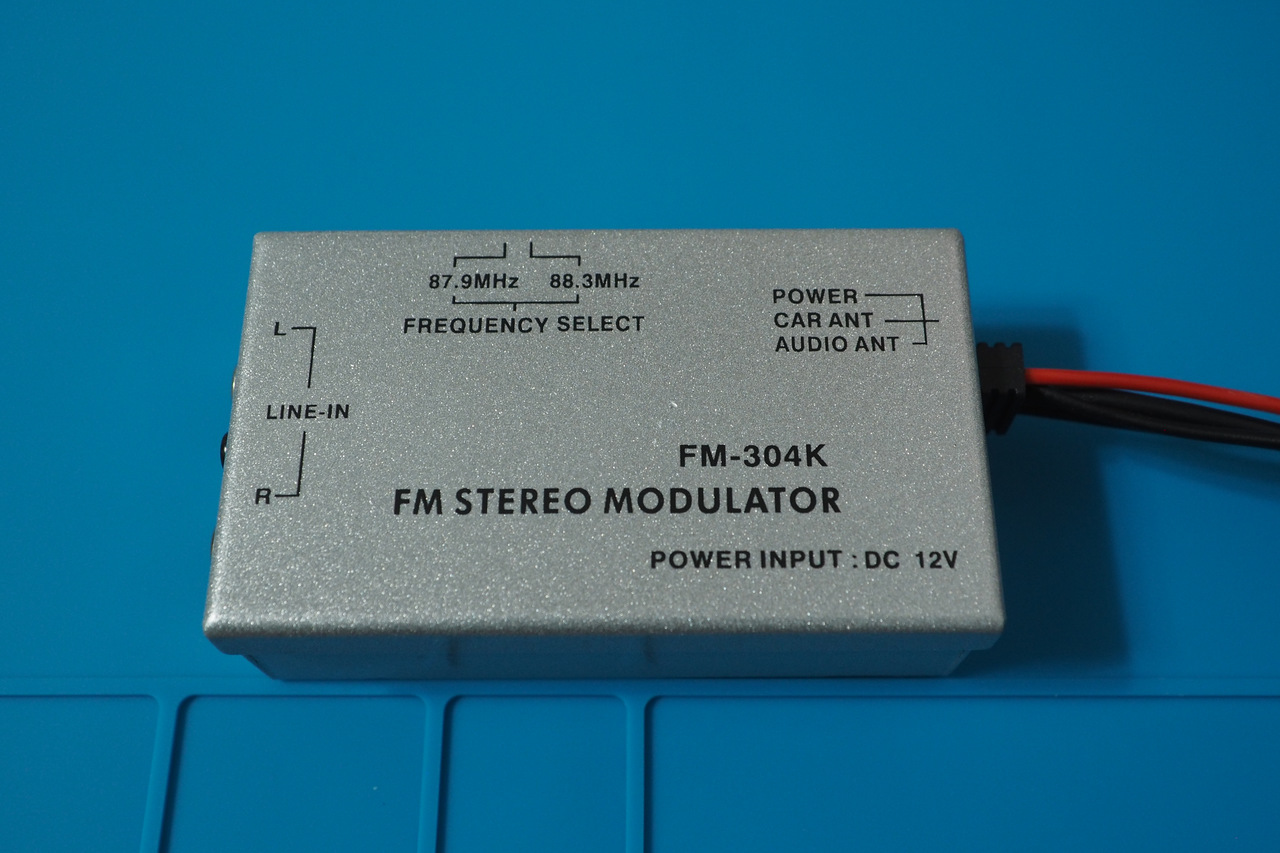 87.9MHz 88.3MHz
FREQUENCY SELECT
POWER
CAR ANT
AUDIO ANT
L
LINE-IN
R
FM-304K
FM STEREO MODULATOR
POWER INPUT : DC 12V